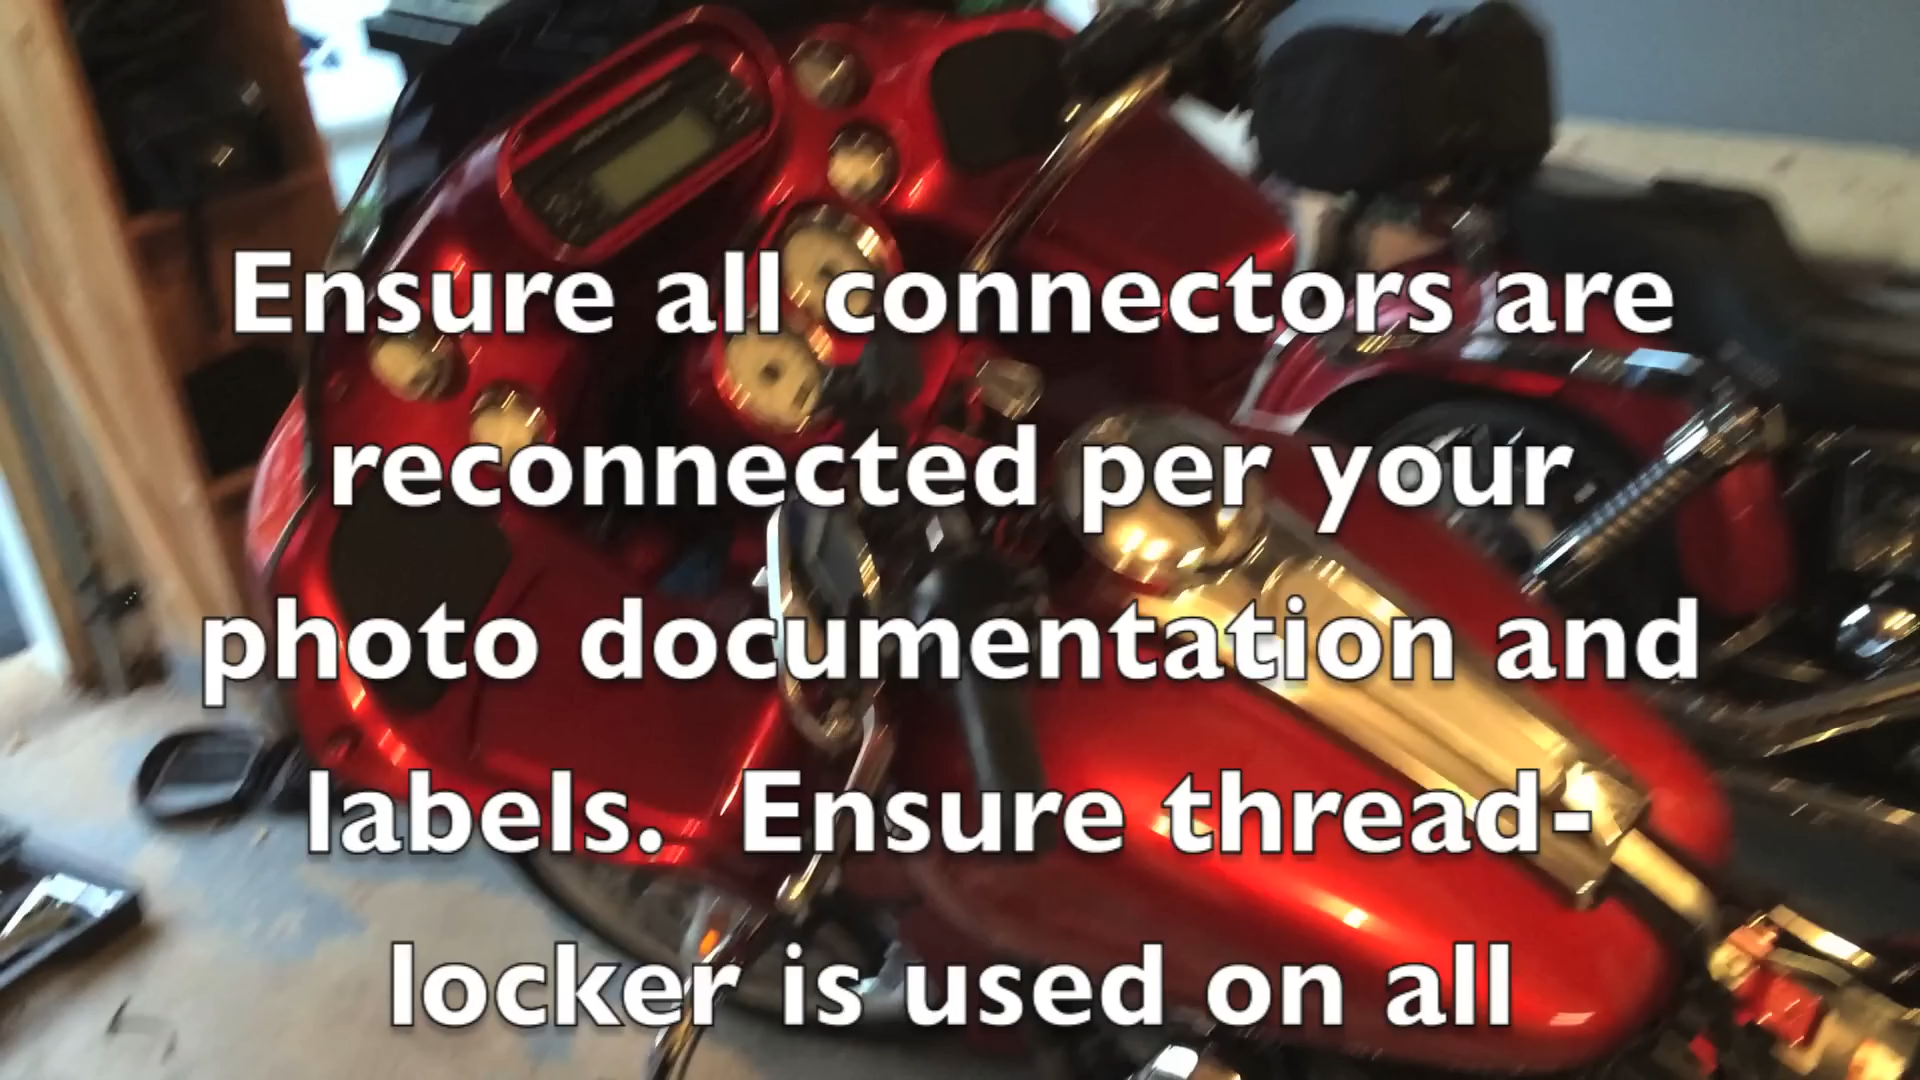 Ensure all connectors are
reconnected per your
photo documentation and
labels.  Ensure thread-
locker is used on all